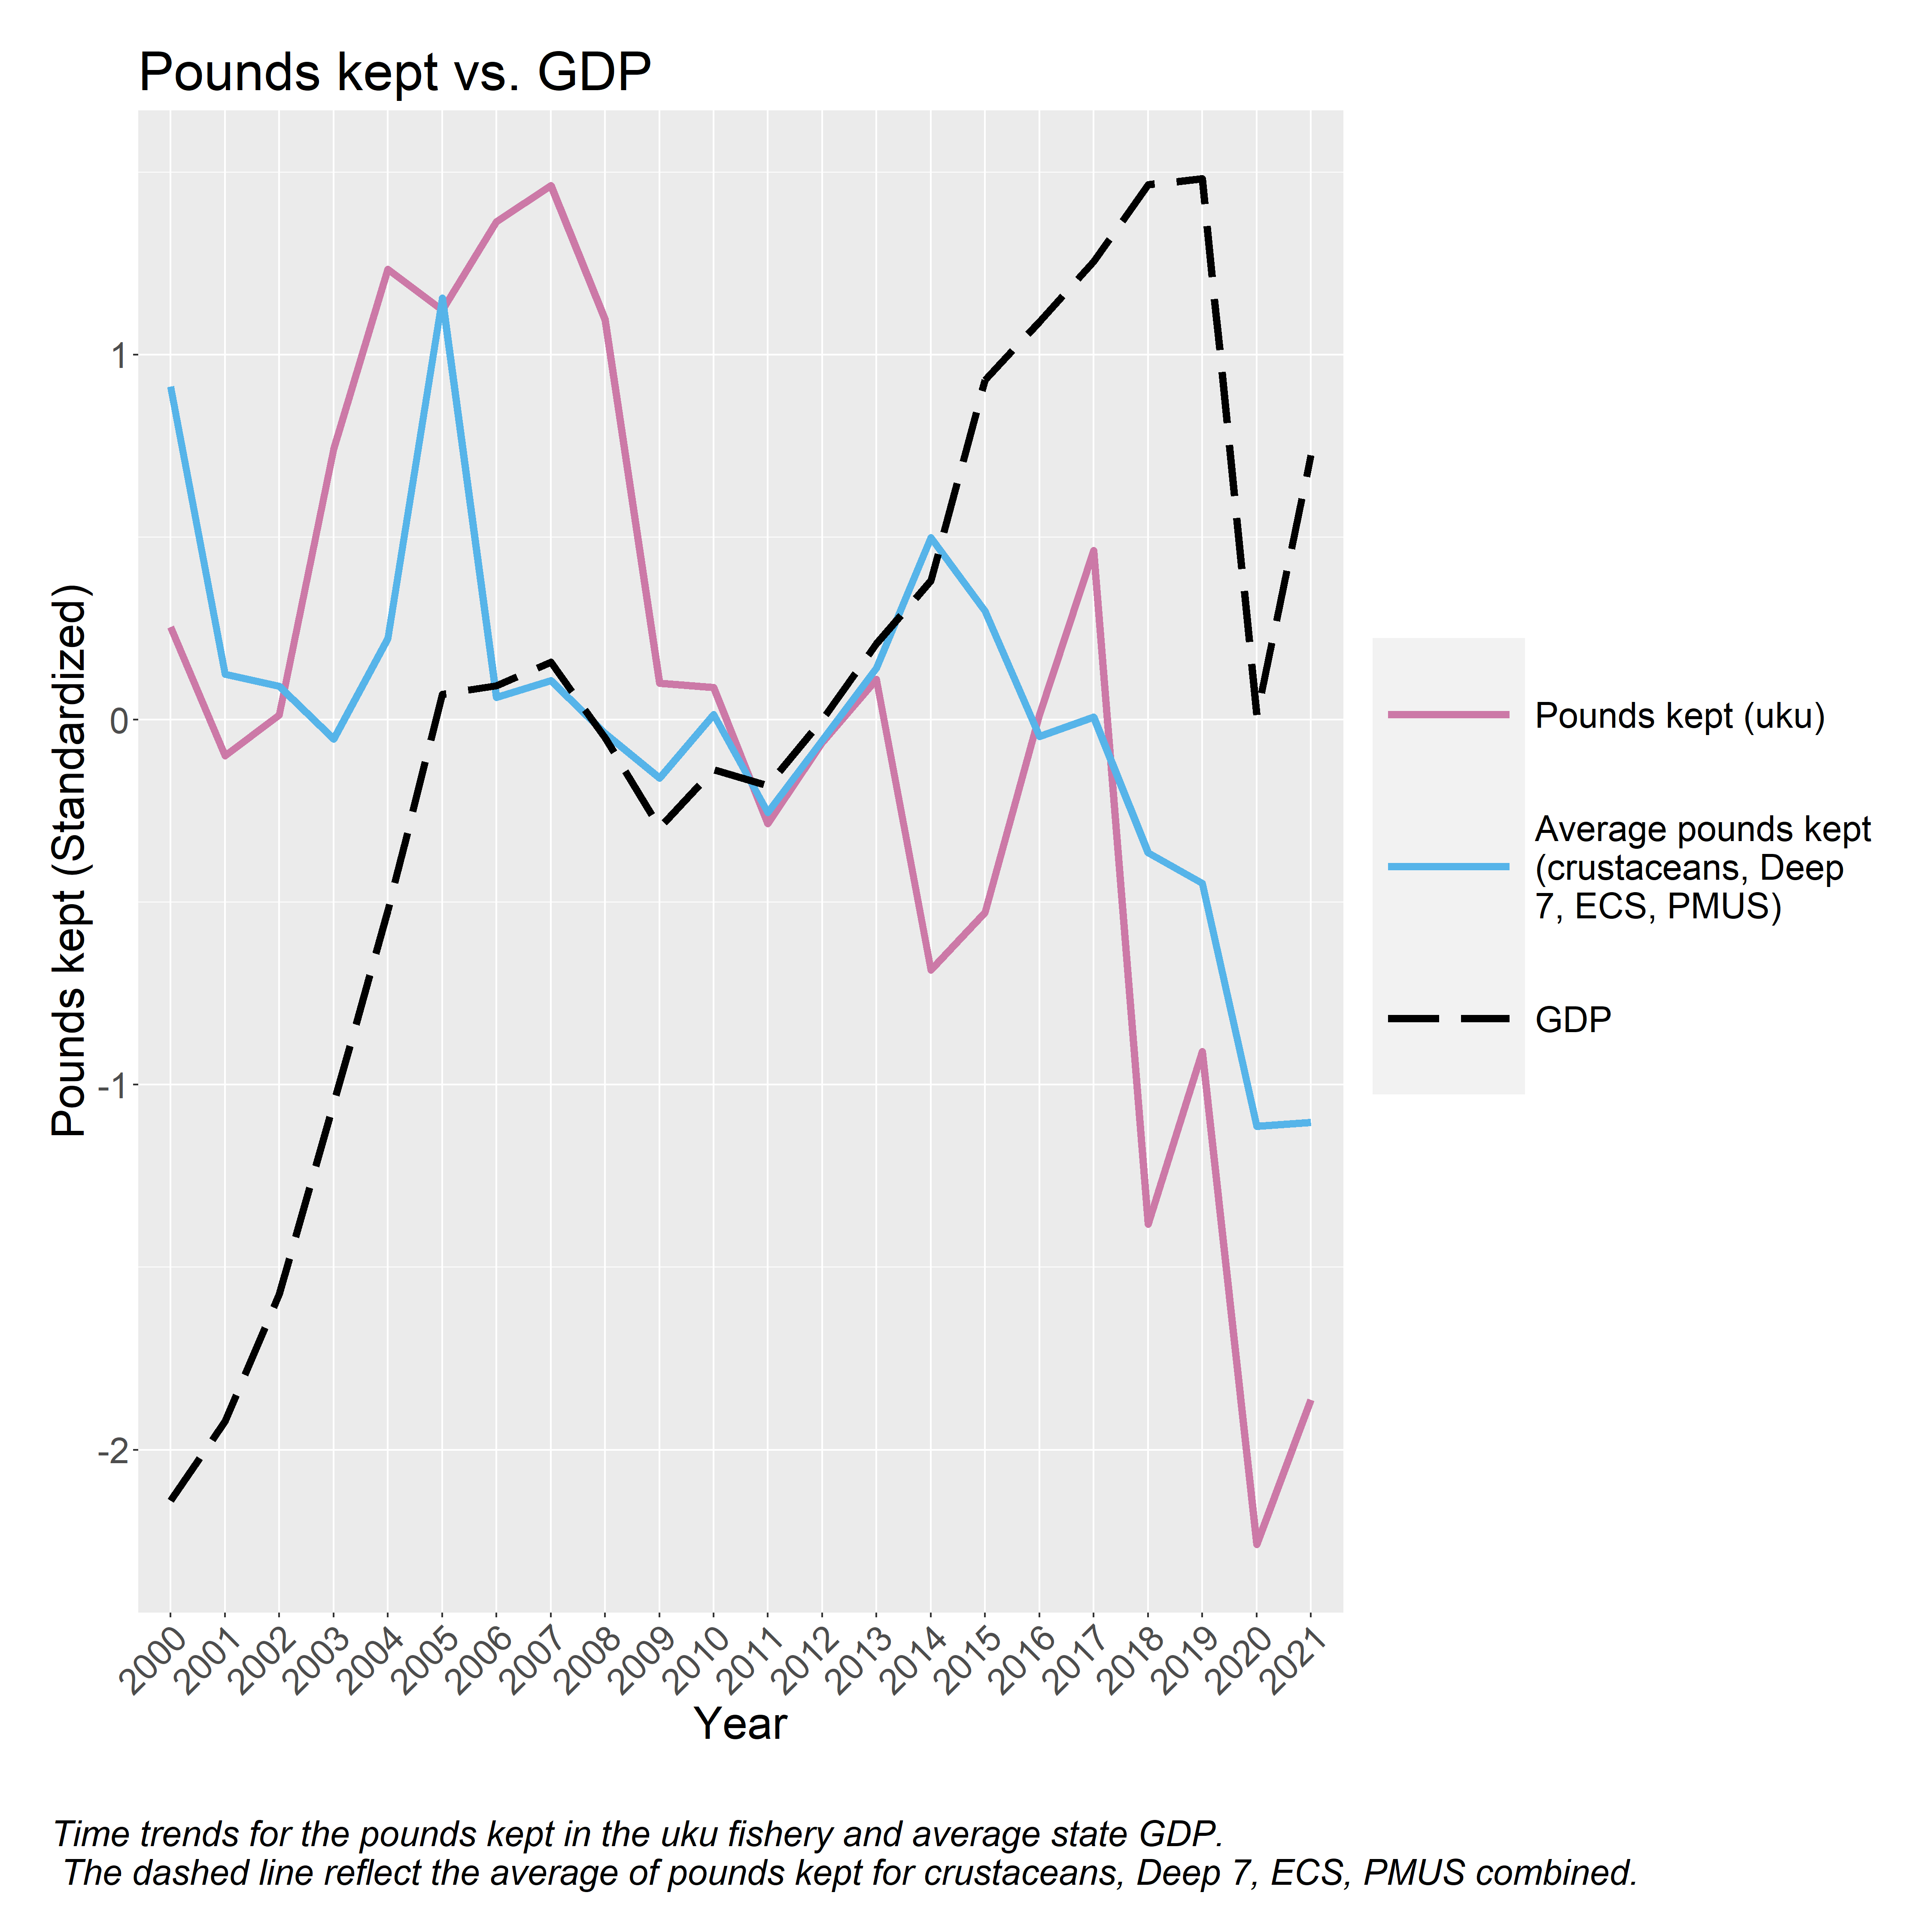 Pounds kept vs. GDP
Pounds kept (Standardized)
1
0
-1
-2
2000
2001
2002
2003
2004
2005
2006
2007
2008
2009
2010
2011
2012
2013
2014
2015
2016
2017
2018
2019
2020
2021
Year
Pounds kept (uku)
Average pounds kept
(crustaceans, Deep
7, ECS, PMUS)
GDP
Time trends for the pounds kept in the uku fishery and average state GDP.
The dashed line reflect the average of pounds kept for crustaceans, Deep 7, ECS, PMUS combined.